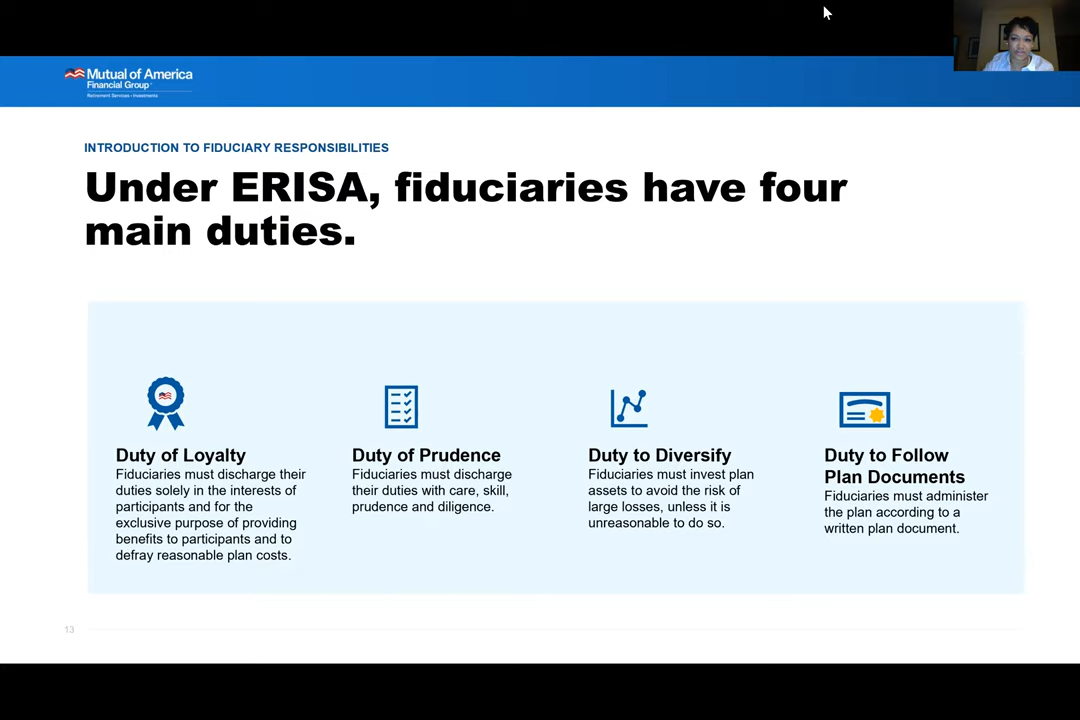 Mutual of America
Financial Group
Retirement Services • Investments
INTRODUCTION TO FIDUCIARY RESPONSIBILITIES
Under ERISA, fiduciaries have four
main duties.
Duty of Loyalty
Fiduciaries must discharge their
duties solely in the interests of
participants and for the
exclusive purpose of providing
benefits to participants and to
defray reasonable plan costs.
Duty of Prudence
Fiduciaries must discharge
their duties with care, skill,
prudence and diligence.
Duty to Diversify
Fiduciaries must invest plan
assets to avoid the risk of
large losses, unless it is
unreasonable to do so.
Duty to Follow
Plan Documents
Fiduciaries must administer
the plan according to a
written plan document.
13